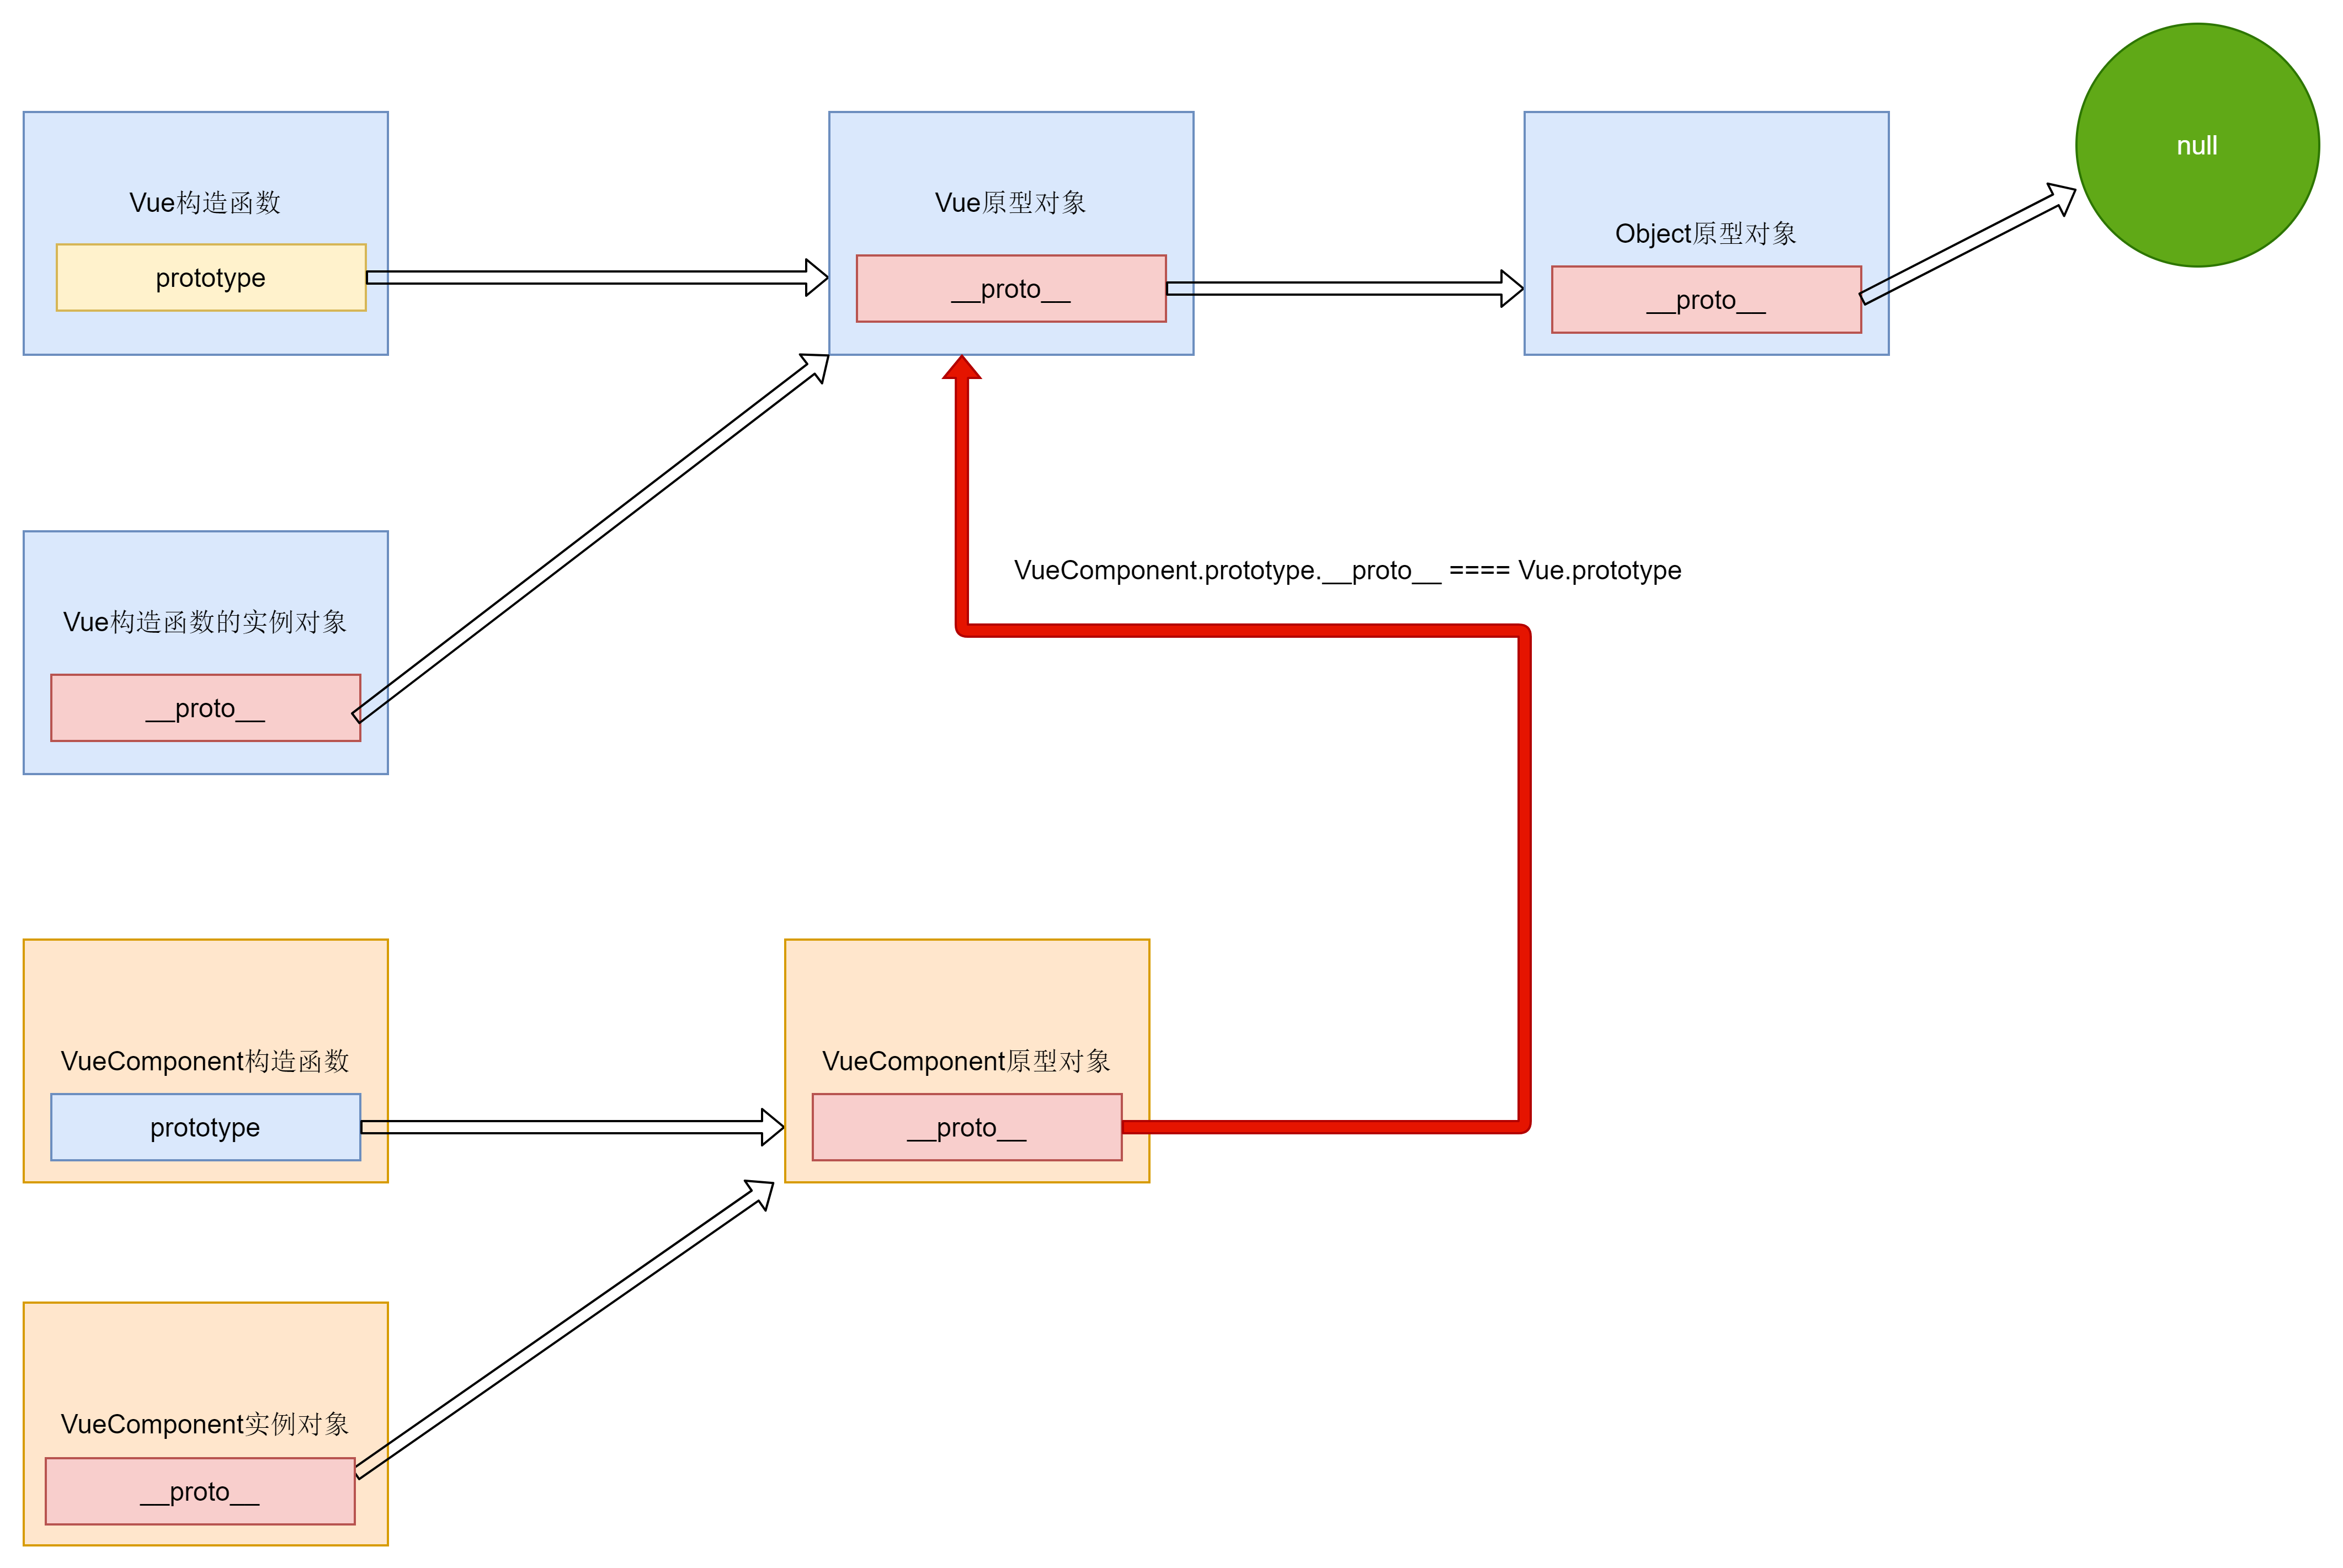 null
Vue构造函数
prototype
Vue原型对象
__proto__
Object原型对象
__proto__
VueComponent.prototype.__proto__ ==== Vue.prototype
Vue构造函数的实例对象
__proto__
VueComponent构造函数
prototype
VueComponent原型对象
__proto__
VueComponent实例对象
__proto__